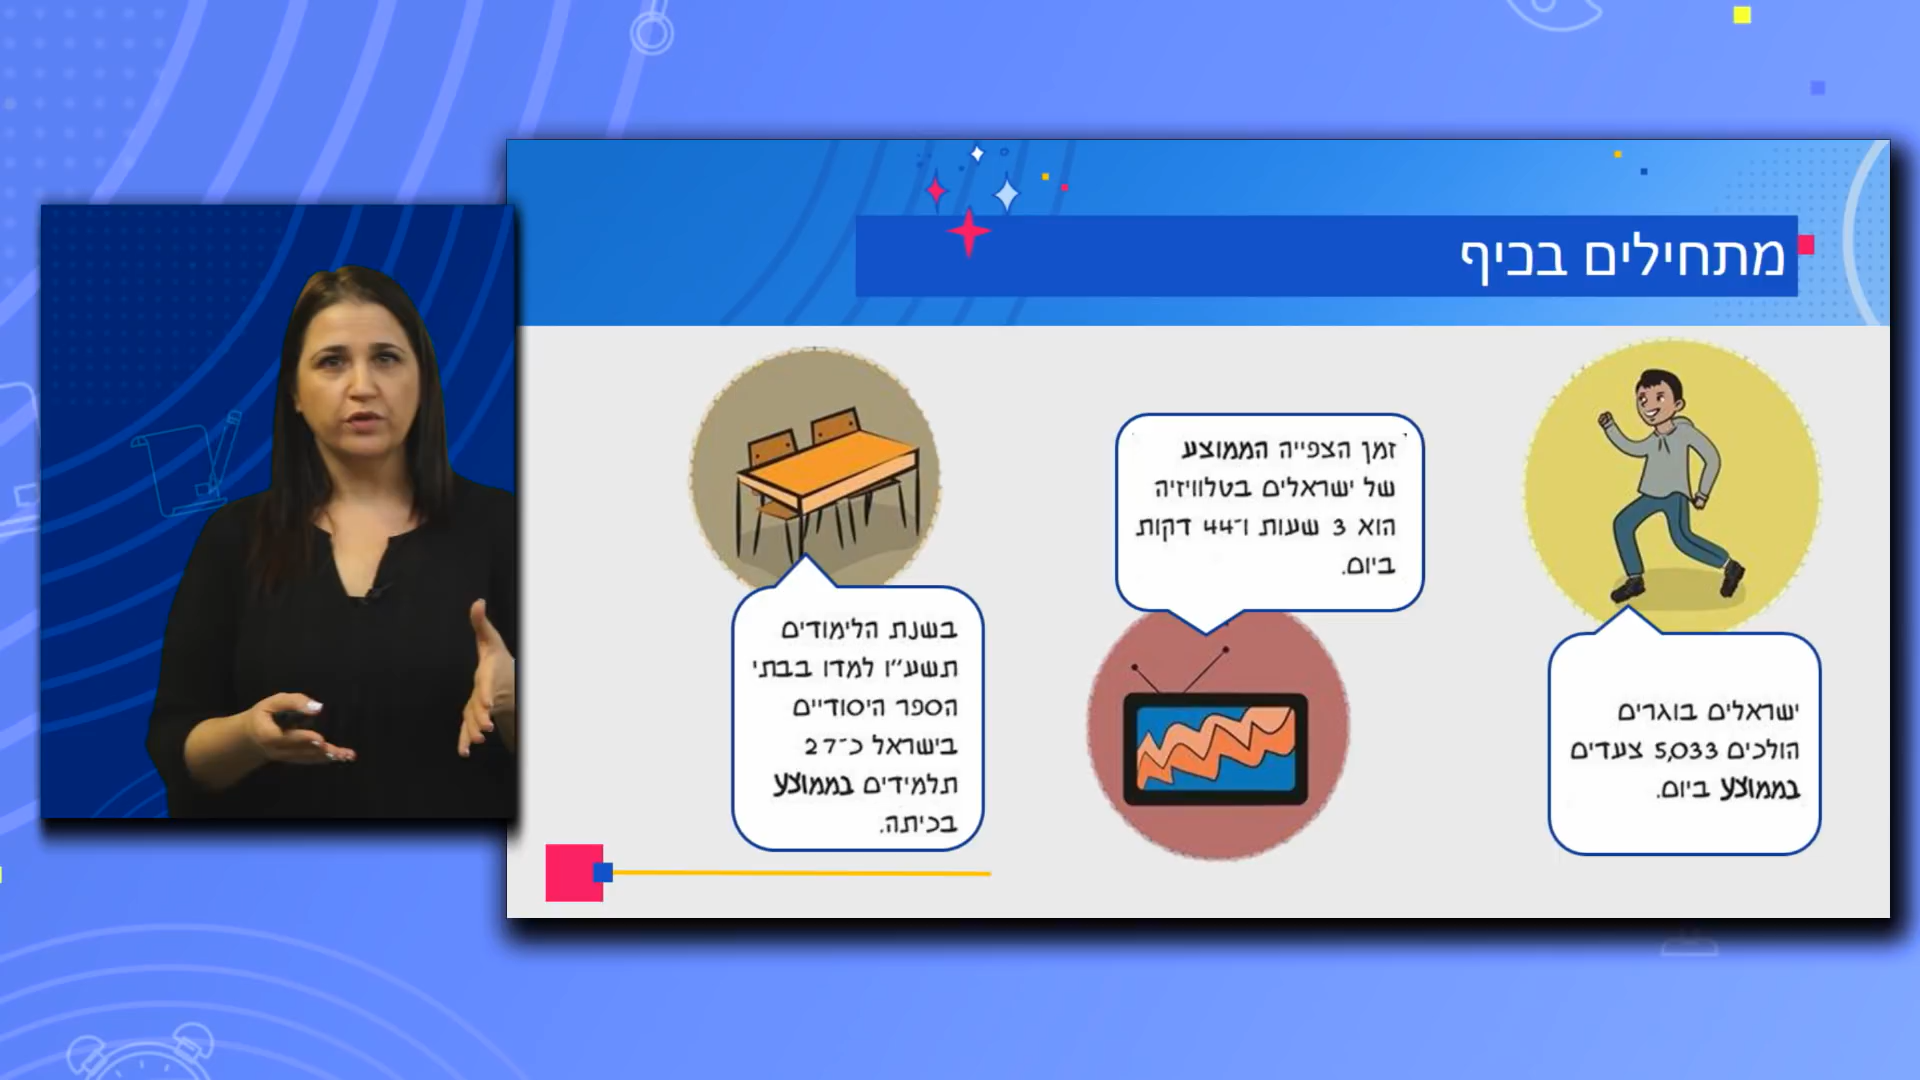 מתחילים בכיף
ישראלים בוגרים
הולכים 5,033 צעדים
בממוצע ביום.
זמן הצפייה הממוצע
של ישראלים בטלוויזיה
הוא 3 שעות ו־44 דקות
ביום.
בשנת הלימודים
תשע״ו למדו בבתי
הספר היסודיים
בישראל כ־27
תלמידים בממוצע
בכיתה.